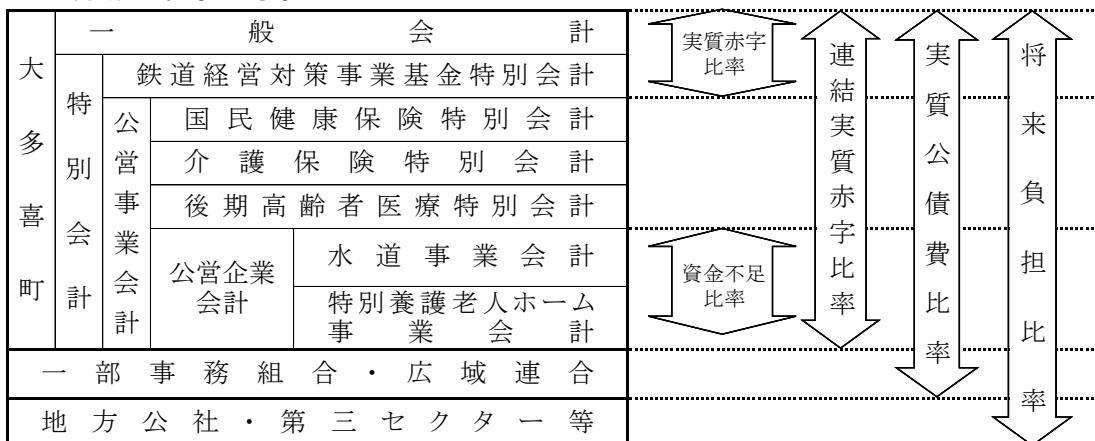 大多喜町
一般会計
特別会計
鉄道経営対策事業基金特別会計
公営事業会計
国民健康保険特別会計
介護保険特別会計
後期高齢者医療特別会計
公営企業
会計
水道事業会計
特別養護老人ホーム
事業会計
一部事務組合・広域連合
地方公社・第三セクター等
実質赤字
比率
資金不足
比率
連結実質赤字比率
実質公債費比率
将来負担比率